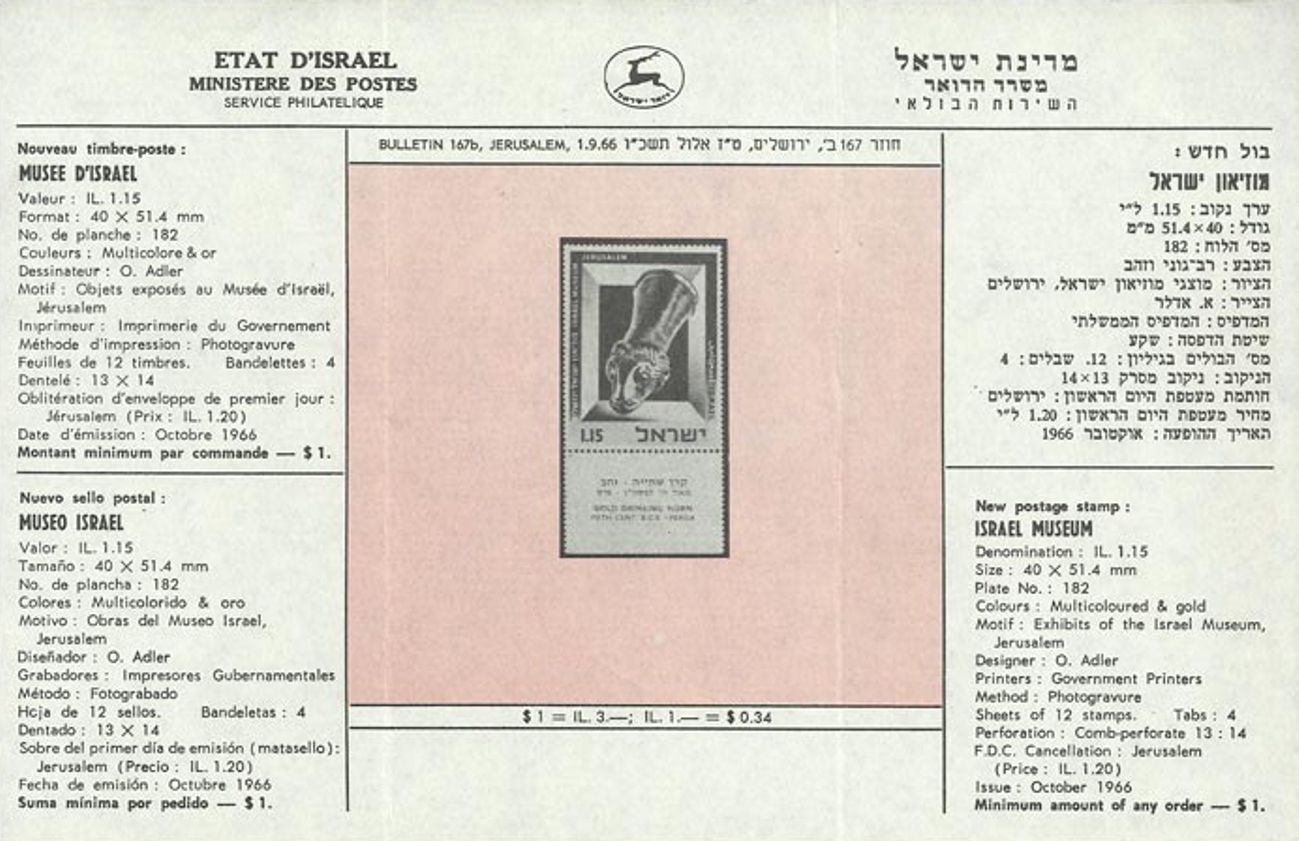 ETAT D'ISRAEL
MINISTERE DES POSTES
SERVICE PHILATELIQUE
דואר ישראל
מדינת ישראל
משרד הדואר
השירות הבולאי
Nouveau timbre-poste :
MUSEE D'ISRAEL
Valeur : IL. 1.15
Format : 40 × 51.4 mm
No. de planche : 182
Couleurs : Multicolore & or
Dessinateur : O. Adler
Motif : Objets exposés au Musée d'Israël,
Jérusalem
Imprimeur : Imprimerie du Governement
Méthode d'impression : Photogravure
Feuilles de 12 timbres. Bandelettes : 4
Dentelé : 13 × 14
Oblitération d'enveloppe de premier jour :
Jérusalem (Prix : IL. 1.20)
Date d'émission : Octobre 1966
Montant minimum par commande — $ 1.
Nuevo sello postal :
MUSEO ISRAEL
Valor : IL. 1.15
Tamaño : 40 × 51.4 mm
No. de plancha : 182
Colores : Multicolorido & oro
Motivo : Obras del Museo Israel,
Jerusalem
Diseñador : O. Adler
Grabadores : Impresores Gubernamentales
Método : Fotograbado
Hoja de 12 sellos. Bandeletas : 4
Dentado : 13 × 14
Sobre del primer día de emisión (matasello) :
Jerusalem (Precio : IL. 1.20)
Fecha de emisión : Octubre 1966
Suma mínima por pedido — $ 1.
BULLETIN 167b, JERUSALEM, 1.9.66 חוזר 167 ב', ירושלים, ט"ז אלול תשכ"ו
JERUSALEM
ISRAEL MUSEUM
1.15 ישראל
קרן שתייה - זהב
GOLD DRINKING HORN
$ 1 = IL. 3.—; IL. 1.— = $ 0.34
בול חדש :
מוזיאון ישראל
ערך נקוב : 1.15 ל"י
גודל : 40×51.4 מ"מ
מס' הלוח : 182
הצבע : רב־גוני וזהב
הציור : מוצגי מוזיאון ישראל, ירושלים
הצייר : א. אדלר
המדפיס : המדפיס הממשלתי
שיטת הדפסה : שקע
מס' הבולים בגיליון : 12. שבלים : 4
הניקוב : ניקוב מסרק 13×14
חותמת מעטפת היום הראשון : ירושלים
מחיר מעטפת היום הראשון : 1.20 ל"י
תאריך ההופעה : אוקטובר 1966
New postage stamp :
ISRAEL MUSEUM
Denomination : IL. 1.15
Size : 40 × 51.4 mm
Plate No. : 182
Colours : Multicoloured & gold
Motif : Exhibits of the Israel Museum,
Jerusalem
Designer : O. Adler
Printers : Government Printers
Method : Photogravure
Sheets of 12 stamps. Tabs : 4
Perforation : Comb-perforate 13 : 14
F.D.C. Cancellation : Jerusalem
(Price : IL. 1.20)
Issue : October 1966
Minimum amount of any order — $ 1.